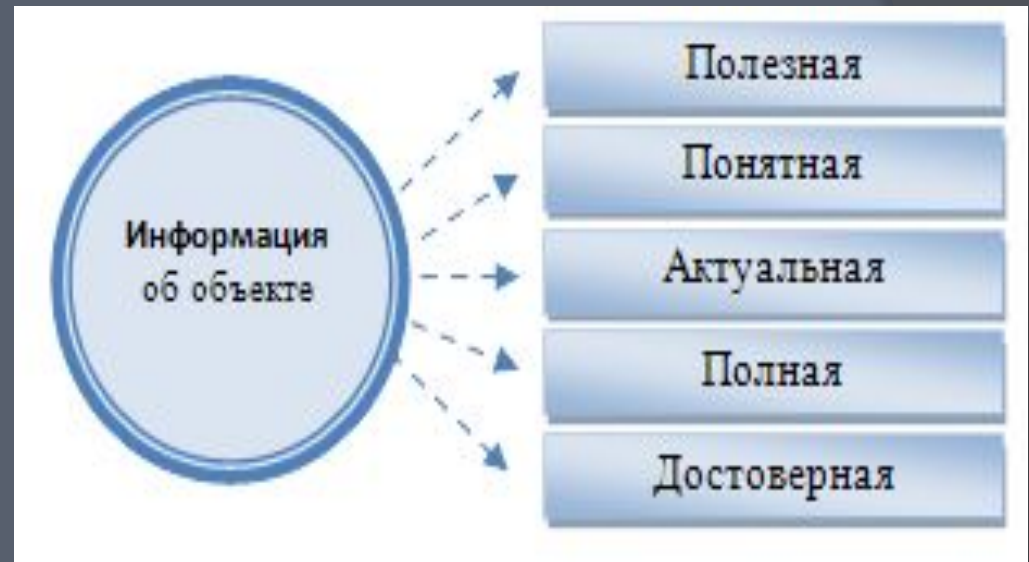 Информация
об объекте
Полезная
Понятная
Актуальная
Полная
Достоверная